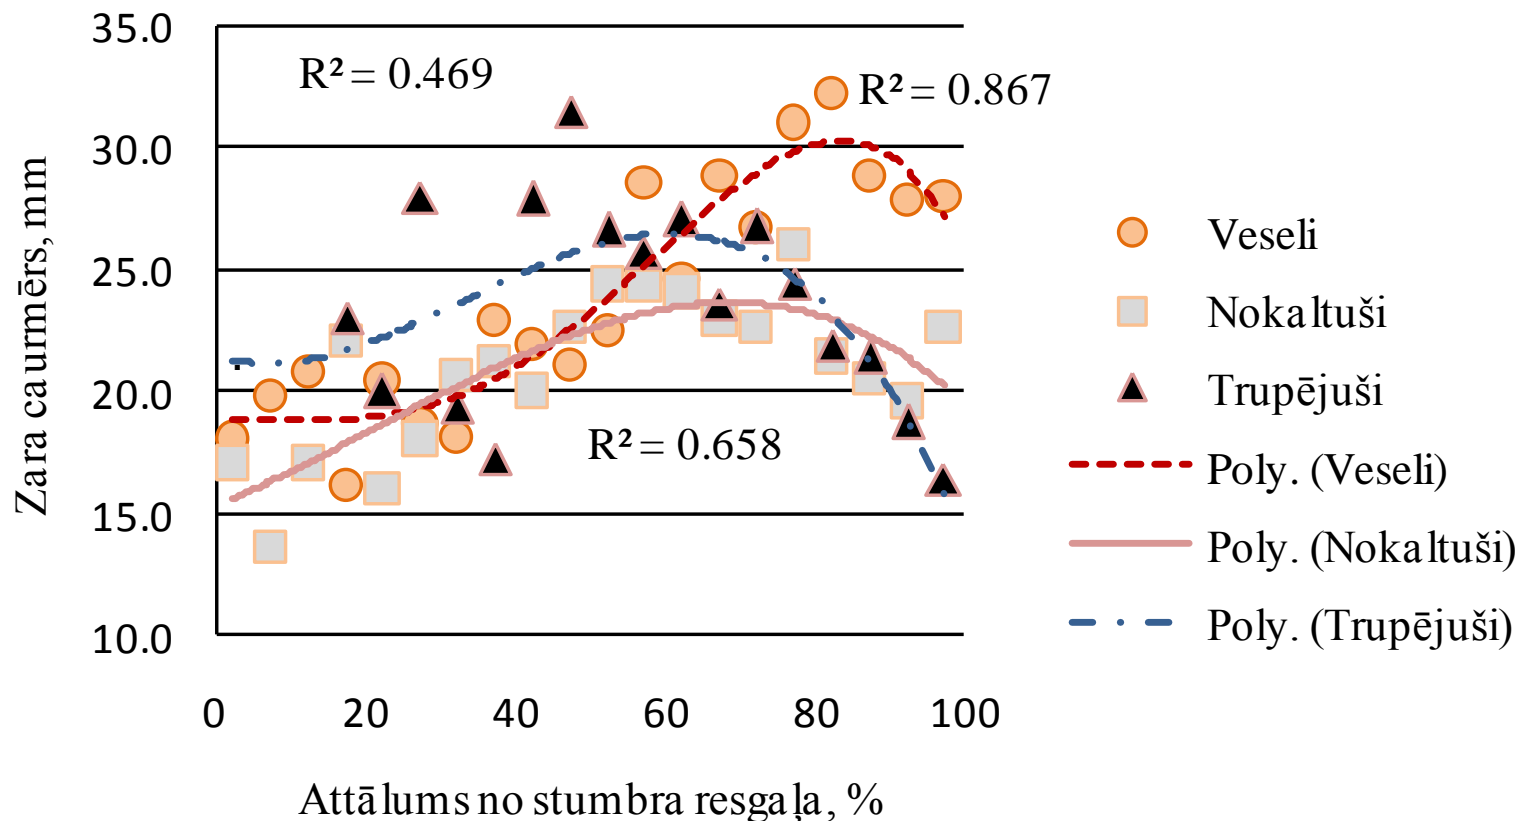 35.0
30.0
25.0
20.0
15.0
10.0
Zara caurmērs, mm
R² = 0.469
R² = 0.867
R² = 0.658
0 20 40 60 80 100
Attālums no stumbra resgaļa, %
Veseli
Nokaltuši
Trupējuši
Poly. (Veseli)
Poly. (Nokaltuši)
Poly. (Trupējuši)